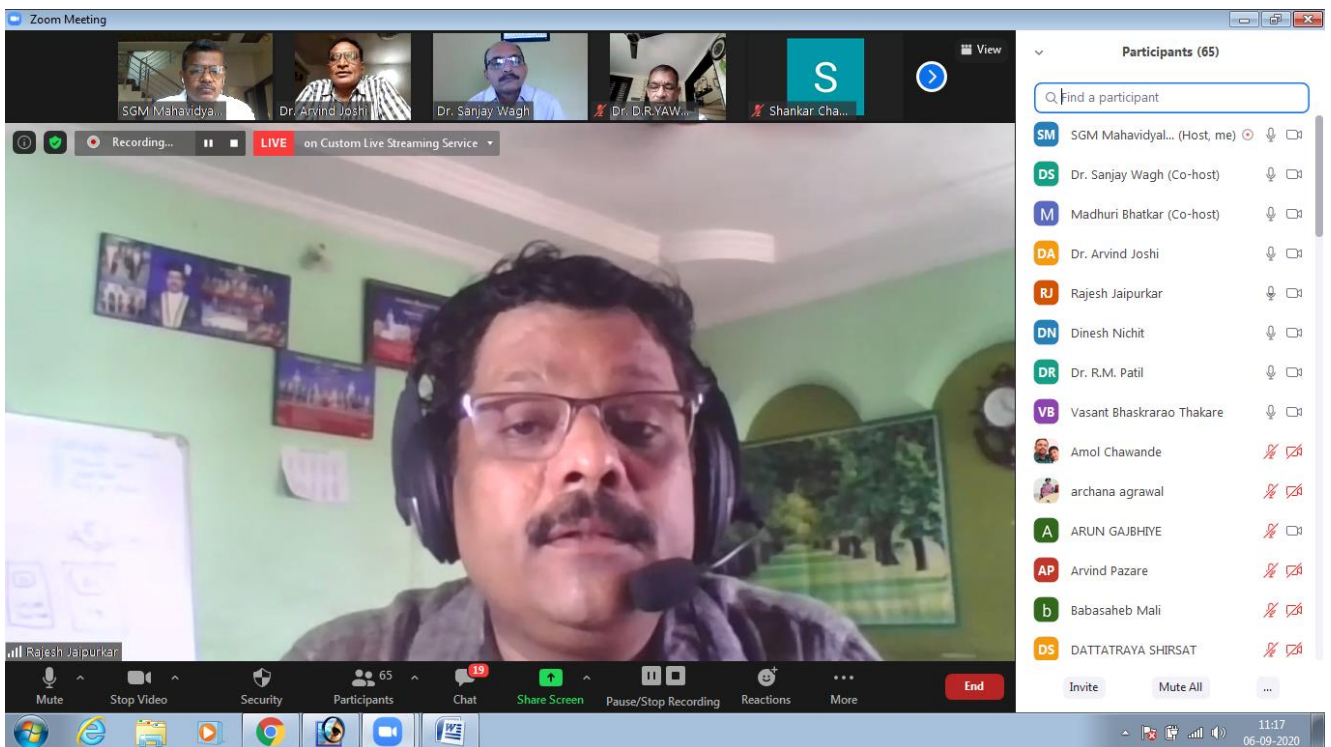 Zoom Meeting
SGM Mahavidya...
Dr. Arvind Joshi
Dr. Sanjay Wagh
Dr. D.R.YAW...
S
Shankar Cha...
View
Recording...
LIVE on Custom Live Streaming Service
Rajesh Jaipurkar
Participants (65)
Find a participant
SM SGM Mahavidyal... (Host, me)
DS Dr. Sanjay Wagh (Co-host)
M Madhuri Bhatkar (Co-host)
DA Dr. Arvind Joshi
RJ Rajesh Jaipurkar
DN Dinesh Nichit
DR Dr. R.M. Patil
VB Vasant Bhaskrarao Thakare
Amol Chawande
archana agrawal
A ARUN GAJBHIYE
AP Arvind Pazare
b Babasaheb Mali
DS DATTATRAYA SHIRSAT
Invite Mute All ...
Mute
Stop Video
Security
65
Participants
19
Chat
Share Screen
Pause/Stop Recording
Reactions
More
End
11:17
06-09-2020